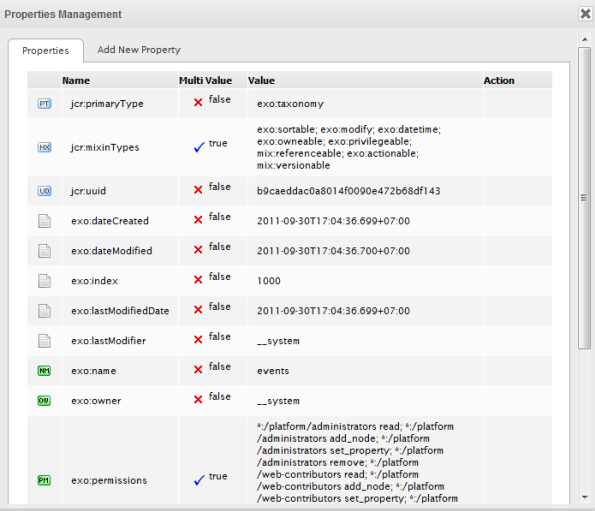 Properties Management
Properties Add New Property
Name Multi Value Value Action
PT jcr:primaryType false exo:taxonomy
MX jcr:mixinTypes true exo:sortable; exo:modify; exo:datetime;
exo:owneable; exo:privilegeable;
mix:referenceable; exo:actionable;
mix:versionable
UD jcr:uuid false b9caeddac0a8014f0090e472b68df143
exo:dateCreated false 2011-09-30T17:04:36.699+07:00
exo:dateModified false 2011-09-30T17:04:36.700+07:00
exo:index false 1000
exo:lastModifiedDate false 2011-09-30T17:04:36.699+07:00
exo:lastModifier false __system
NM exo:name false events
OW exo:owner false __system
PM exo:permissions true *:/platform/administrators read; *:/platform
/administrators add_node; *:/platform
/administrators set_property; *:/platform
/administrators remove; *:/platform
/web-contributors read; *:/platform
/web-contributors add_node; *:/platform
/web-contributors set_property; *:/platform